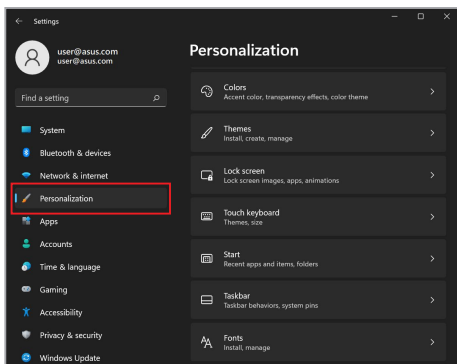 Settings
user@asus.com
user@asus.com
Find a setting
System
Bluetooth & devices
Network & internet
Personalization
Apps
Accounts
Time & language
Gaming
Accessibility
Privacy & security
Windows Update
Personalization
Colors
Accent color, transparency effects, color theme
Themes
Install, create, manage
Lock screen
Lock screen images, apps, animations
Touch keyboard
Themes, size
Start
Recent apps and items, folders
Taskbar
Taskbar behaviors, system pins
Fonts
Install, manage